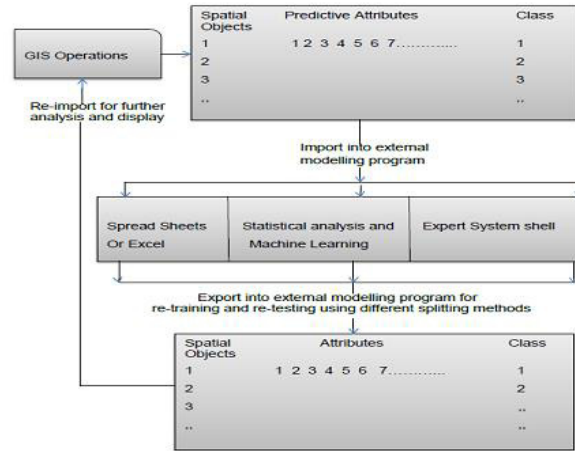 Spatial Objects Predictive Attributes Class
1 1 2 3 4 5 6 7............ 1
2 2
3 3
.. ..
GIS Operations
Re-import for further
analysis and display
Import into external
modelling program
Spread Sheets
Or Excel
Statistical analysis and
Machine Learning
Expert System shell
Export into external modelling program for
re-training and re-testing using different splitting methods
Spatial Objects Attributes Class
1 1 2 3 4 5 6 7............ 1
2 2
3 ..
.. ..